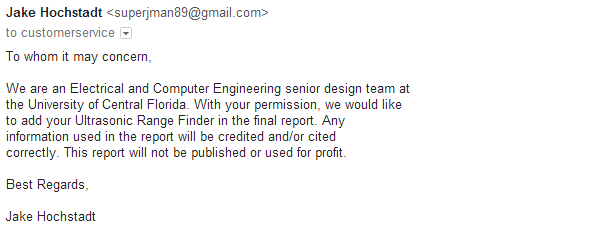 Jake Hochstadt <superjman89@gmail.com>
to customerservice
To whom it may concern,
We are an Electrical and Computer Engineering senior design team at
the University of Central Florida. With your permission, we would like
to add your Ultrasonic Range Finder in the final report. Any
information used in the report will be credited and/or cited
correctly. This report will not be published or used for profit.
Best Regards,
Jake Hochstadt